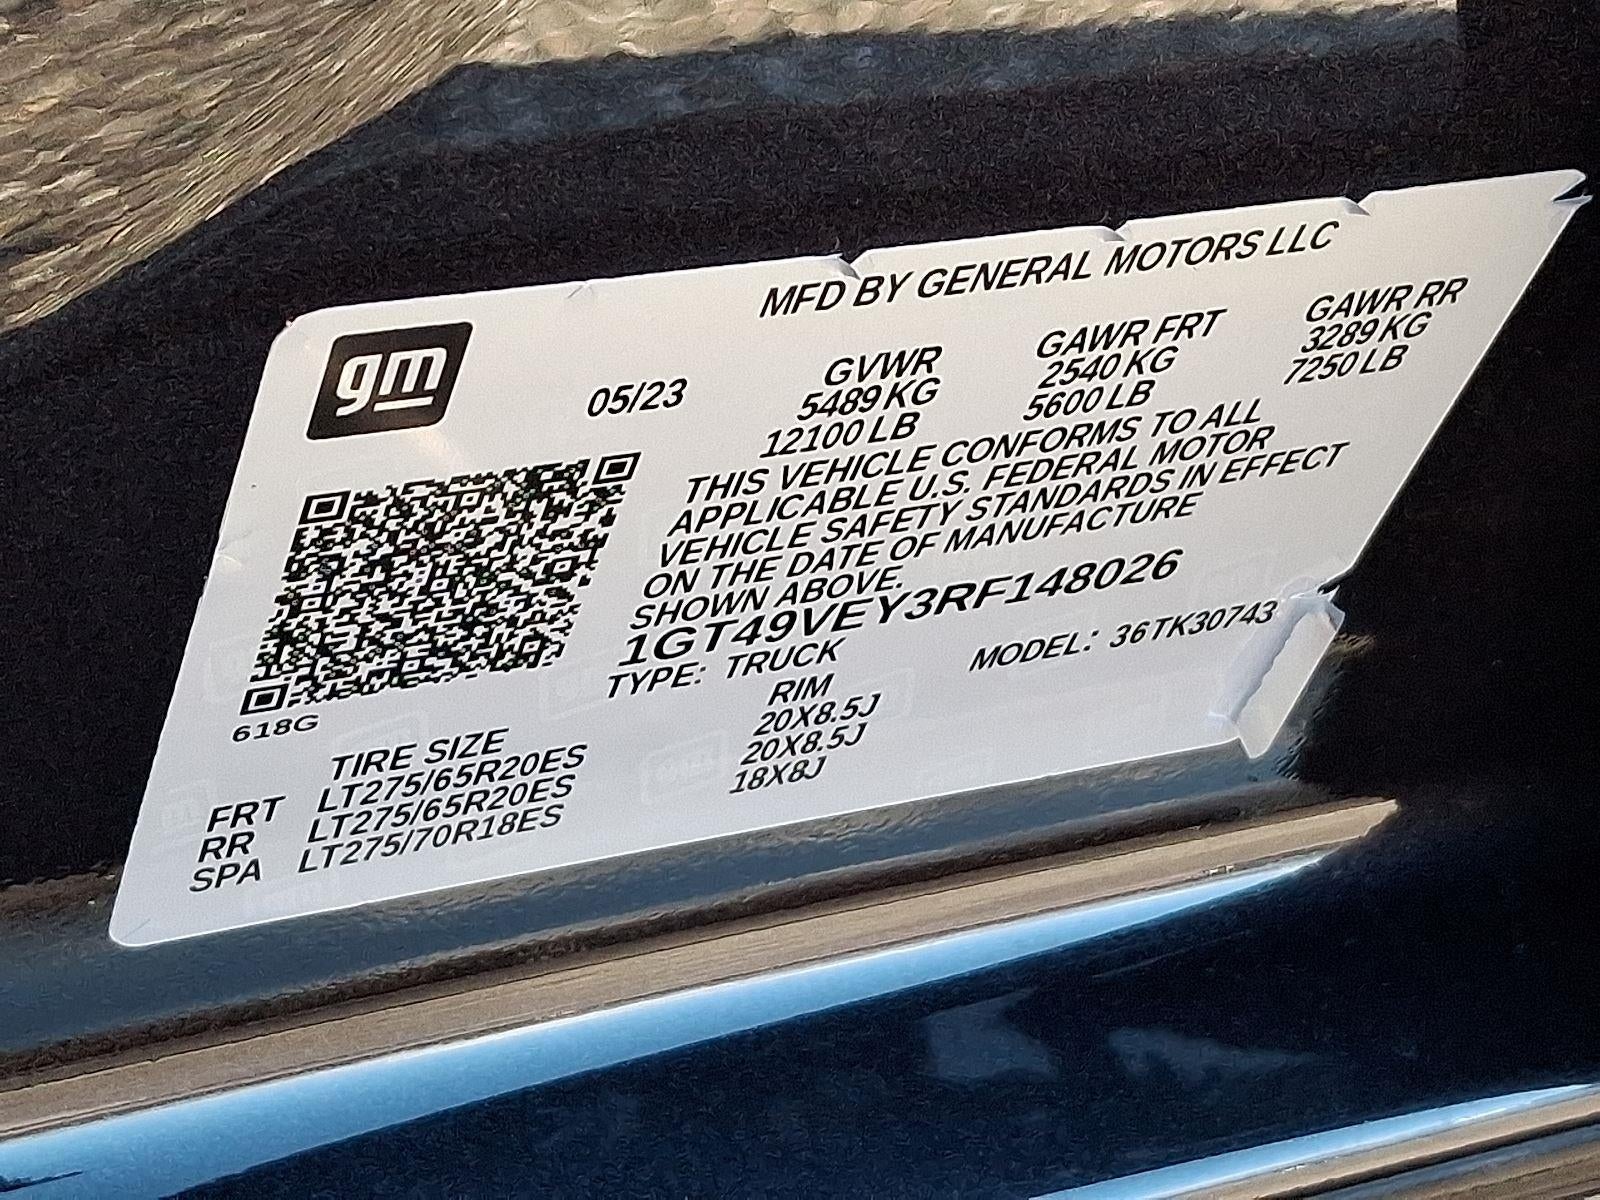 MFD BY GENERAL MOTORS LLC
gm
05/23
GVWR GAWR FRT GAWR RR
5489 KG 2540 KG 3289 KG
12100 LB 5600 LB 7250 LB
THIS VEHICLE CONFORMS TO ALL
APPLICABLE U.S. FEDERAL MOTOR
VEHICLE SAFETY STANDARDS IN EFFECT
ON THE DATE OF MANUFACTURE
SHOWN ABOVE.
1GT49VEY3RF148026
TYPE: TRUCK MODEL: 36TK30743
618G
TIRE SIZE RIM
FRT LT275/65R20ES 20X8.5J
RR LT275/65R20ES 20X8.5J
SPA LT275/70R18ES 18X8J